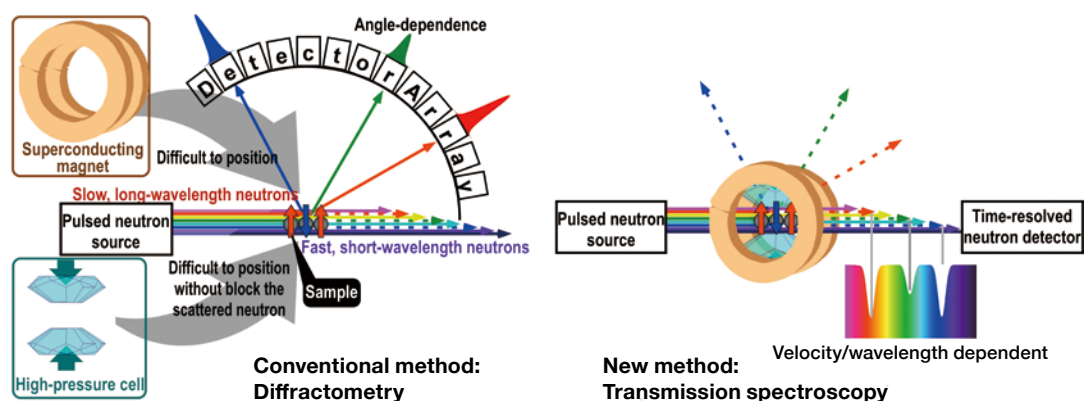 Angle-dependence
Detector Array
Superconducting
magnet
Difficult to position
Slow, long-wavelength neutrons
Pulsed neutron
source
Fast, short-wavelength neutrons
Difficult to position
without block the
scattered neutron
Sample
High-pressure cell
Conventional method:
Diffractometry
Pulsed neutron
source
Time-resolved
neutron detector
Velocity/wavelength dependent
New method:
Transmission spectroscopy